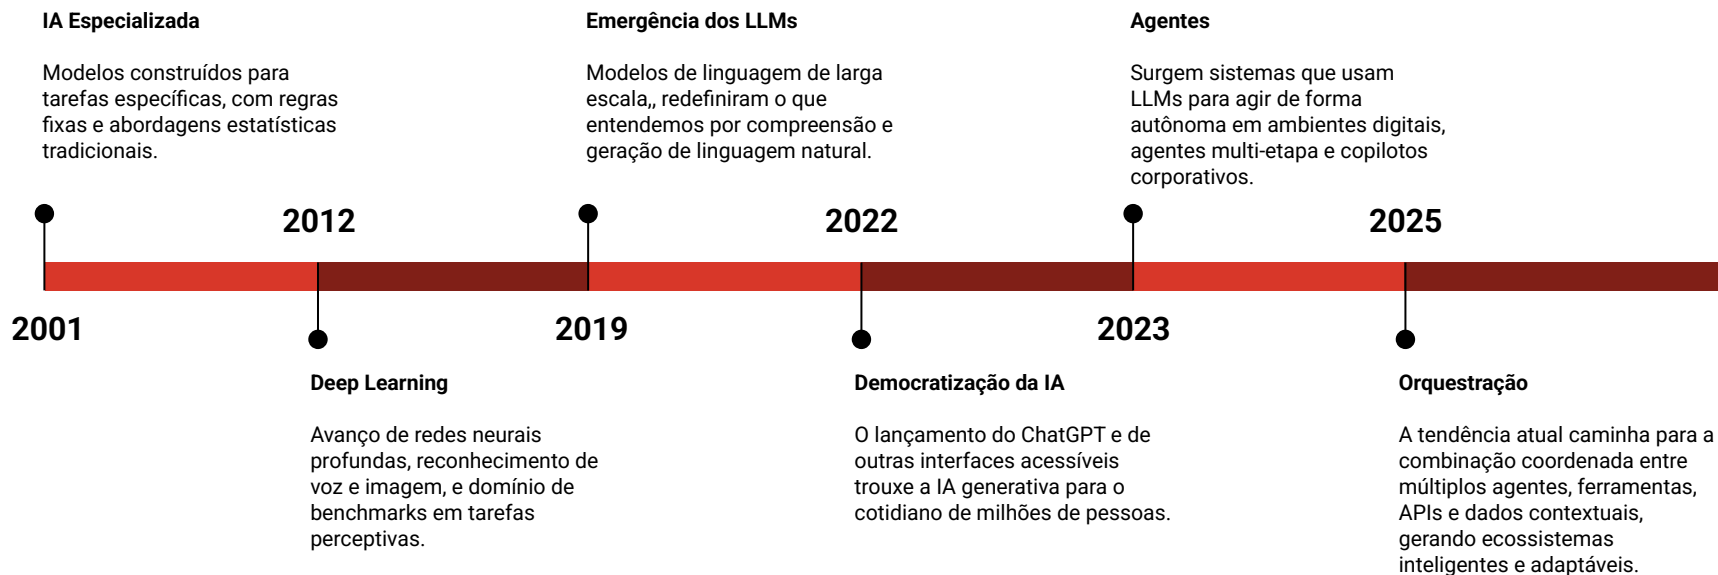 IA Especializada
Modelos construídos para
tarefas específicas, com regras
fixas e abordagens estatísticas
tradicionais.
Emergência dos LLMs
Modelos de linguagem de larga
escala,, redefiniram o que
entendemos por compreensão e
geração de linguagem natural.
Agentes
Surgem sistemas que usam
LLMs para agir de forma
autônoma em ambientes digitais,
agentes multi-etapa e copilotos
corporativos.
2012
2022
2025
2001
2019
2023
Deep Learning
Avanço de redes neurais
profundas, reconhecimento de
voz e imagem, e domínio de
benchmarks em tarefas
perceptivas.
Democratização da IA
O lançamento do ChatGPT e de
outras interfaces acessíveis
trouxe a IA generativa para o
cotidiano de milhões de pessoas.
Orquestração
A tendência atual caminha para a
combinação coordenada entre
múltiplos agentes, ferramentas,
APIs e dados contextuais,
gerando ecossistemas
inteligentes e adaptáveis.